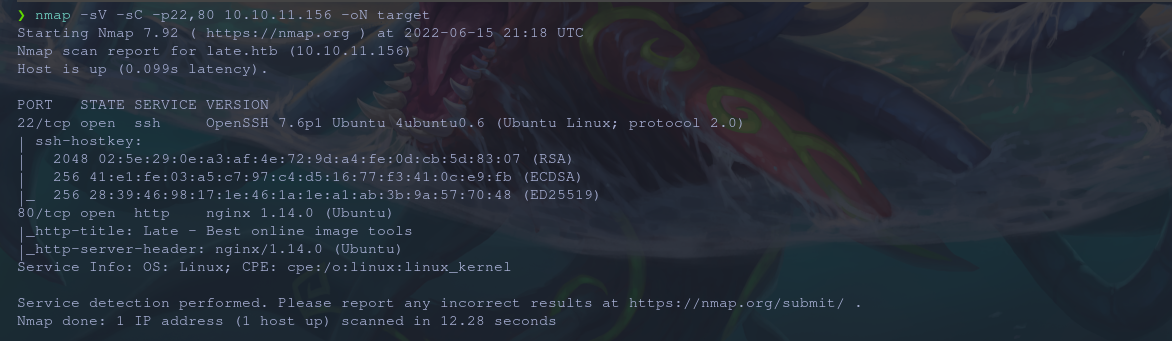 ❯ nmap -sV -sC -p22,80 10.10.11.156 -oN target
Starting Nmap 7.92 ( https://nmap.org ) at 2022-06-15 21:18 UTC
Nmap scan report for late.htb (10.10.11.156)
Host is up (0.099s latency).

PORT   STATE SERVICE VERSION
22/tcp open  ssh     OpenSSH 7.6p1 Ubuntu 4ubuntu0.6 (Ubuntu Linux; protocol 2.0)
| ssh-hostkey:
|   2048 02:5e:29:0e:a3:af:4e:72:9d:a4:fe:0d:cb:5d:83:07 (RSA)
|   256 41:e1:fe:03:a5:c7:97:c4:d5:16:77:f3:41:0c:e9:fb (ECDSA)
|_  256 28:39:46:98:17:1e:46:1a:1e:a1:ab:3b:9a:57:70:48 (ED25519)
80/tcp open  http    nginx 1.14.0 (Ubuntu)
|_http-title: Late - Best online image tools
|_http-server-header: nginx/1.14.0 (Ubuntu)
Service Info: OS: Linux; CPE: cpe:/o:linux:linux_kernel

Service detection performed. Please report any incorrect results at https://nmap.org/submit/ .
Nmap done: 1 IP address (1 host up) scanned in 12.28 seconds